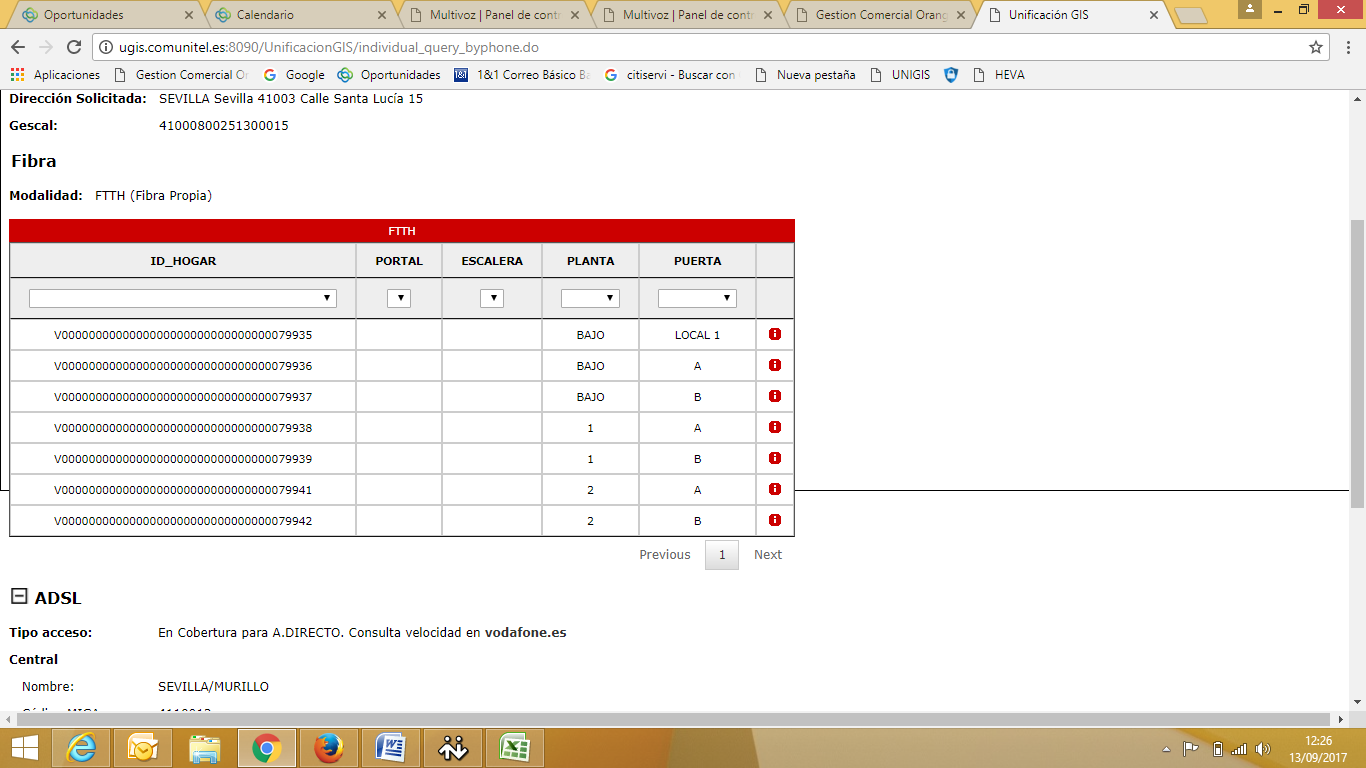 Oportunidades
Calendario
Multivoz | Panel de contr
Multivoz | Panel de contr
Gestion Comercial Orang
Unificación GIS
ugis.comunitel.es:8090/UnificacionGIS/individual_query_byphone.do
Aplicaciones
Gestion Comercial Or
Google
Oportunidades
1&1 Correo Básico Ba
citiservi - Buscar con
Nueva pestaña
UNIGIS
HEVA
Dirección Solicitada: SEVILLA Sevilla 41003 Calle Santa Lucía 15
Gescal: 41000800251300015
Fibra
Modalidad: FTTH (Fibra Propia)
FTTH
ID_HOGAR PORTAL ESCALERA PLANTA PUERTA
V00000000000000000000000000000079935 BAJO LOCAL 1
V00000000000000000000000000000079936 BAJO A
V00000000000000000000000000000079937 BAJO B
V00000000000000000000000000000079938 1 A
V00000000000000000000000000000079939 1 B
V00000000000000000000000000000079941 2 A
V00000000000000000000000000000079942 2 B
Previous 1 Next
ADSL
Tipo acceso: En Cobertura para A.DIRECTO. Consulta velocidad en vodafone.es
Central
Nombre: SEVILLA/MURILLO
12:26
13/09/2017